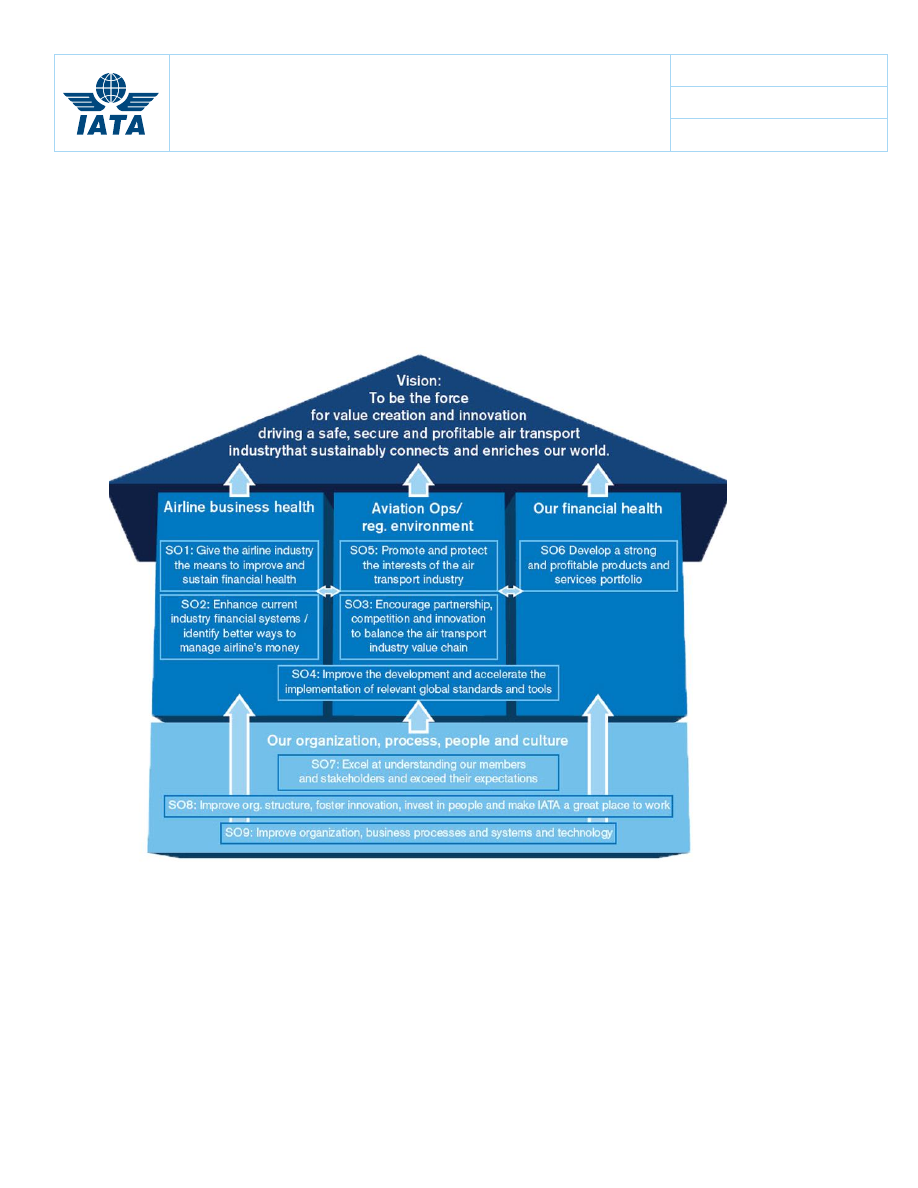 IATA
Vision:
To be the force
for value creation and innovation
driving a safe, secure and profitable air transport
industrythat sustainably connects and enriches our world.
Airline business health
SO1: Give the airline industry
the means to improve and
sustain financial health
SO2: Enhance current
industry financial systems /
identify better ways to
manage airline's money
Aviation Ops/
reg. environment
SO5: Promote and protect
the interests of the air
transport industry
SO3: Encourage partnership,
competition and innovation
to balance the air transport
industry value chain
Our financial health
SO6 Develop a strong
and profitable products and
services portfolio
SO4: Improve the development and accelerate the
implementation of relevant global standards and tools
Our organization, process, people and culture
SO7: Excel at understanding our members
and stakeholders and exceed their expectations
SO8: Improve org. structure, foster innovation, invest in people and make IATA a great place to work
SO9: Improve organization, business processes and systems and technology